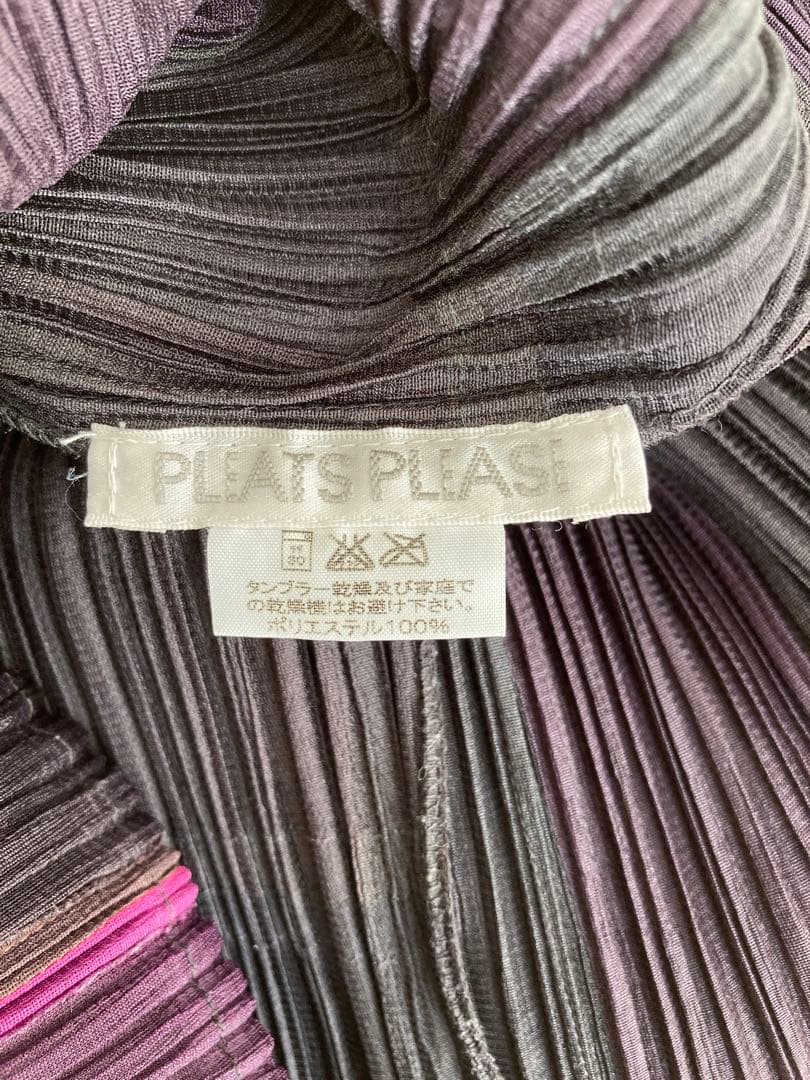 PLEATS PLEASE
タンブラー乾燥及び家庭で
の乾燥機はお避け下さい。
ポリエステル100%